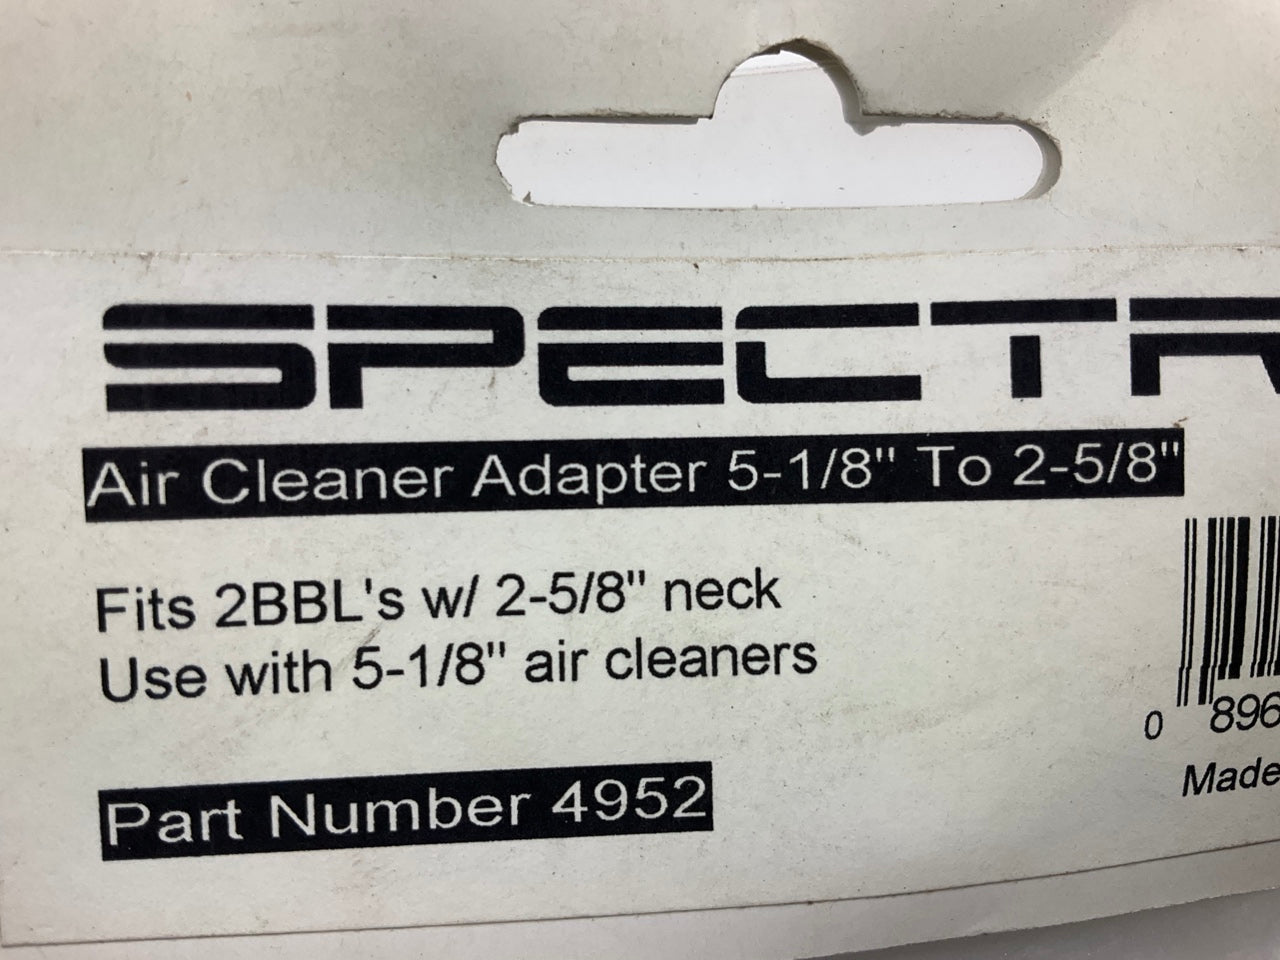 SPECTR
Air Cleaner Adapter 5-1/8" To 2-5/8"
Fits 2BBL's w/ 2-5/8" neck
Use with 5-1/8" air cleaners
0 896
Made
Part Number 4952